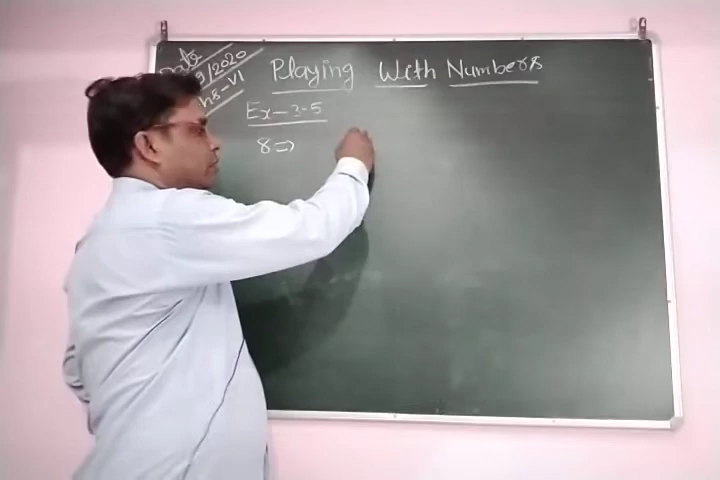 Date
9/2020
hs-VI
Playing With Numbers
Ex-3.5
8⇒